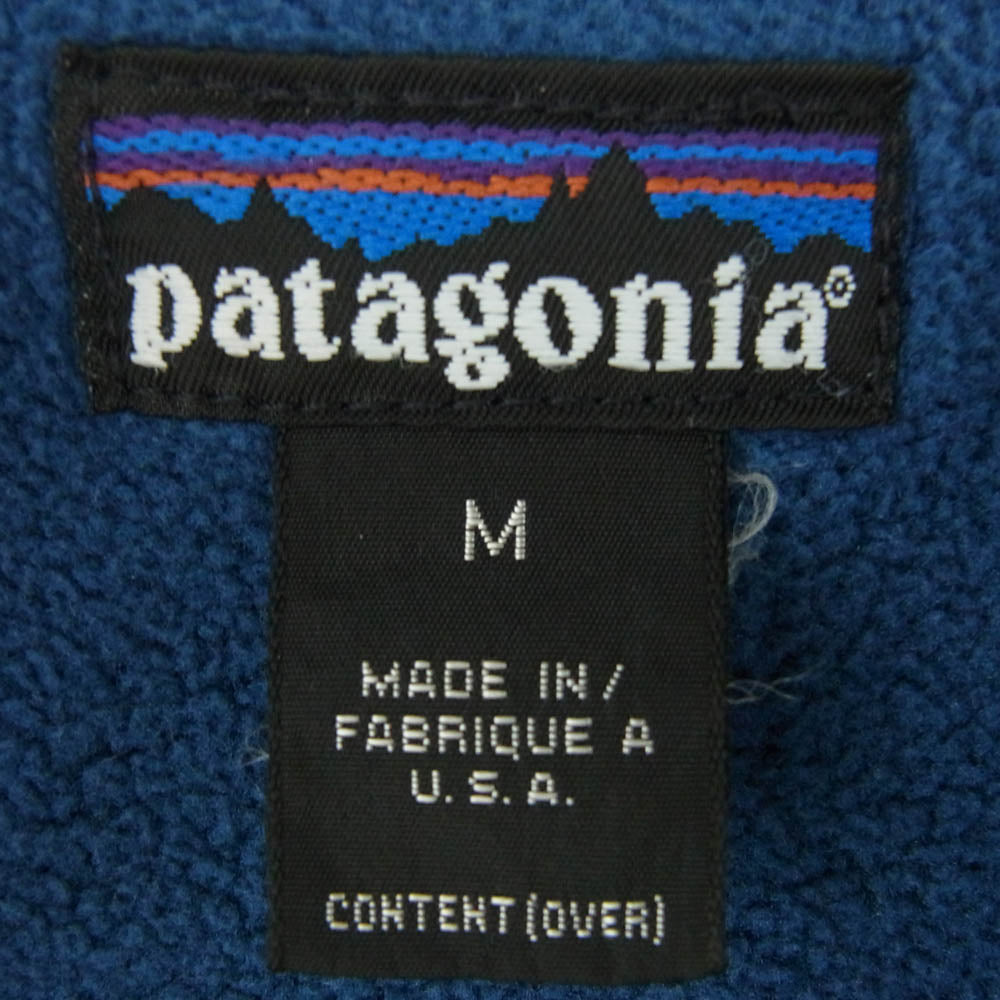 patagonia®
M
MADE IN/
FABRIQUE A
U.S.A.
CONTENT (OVER)